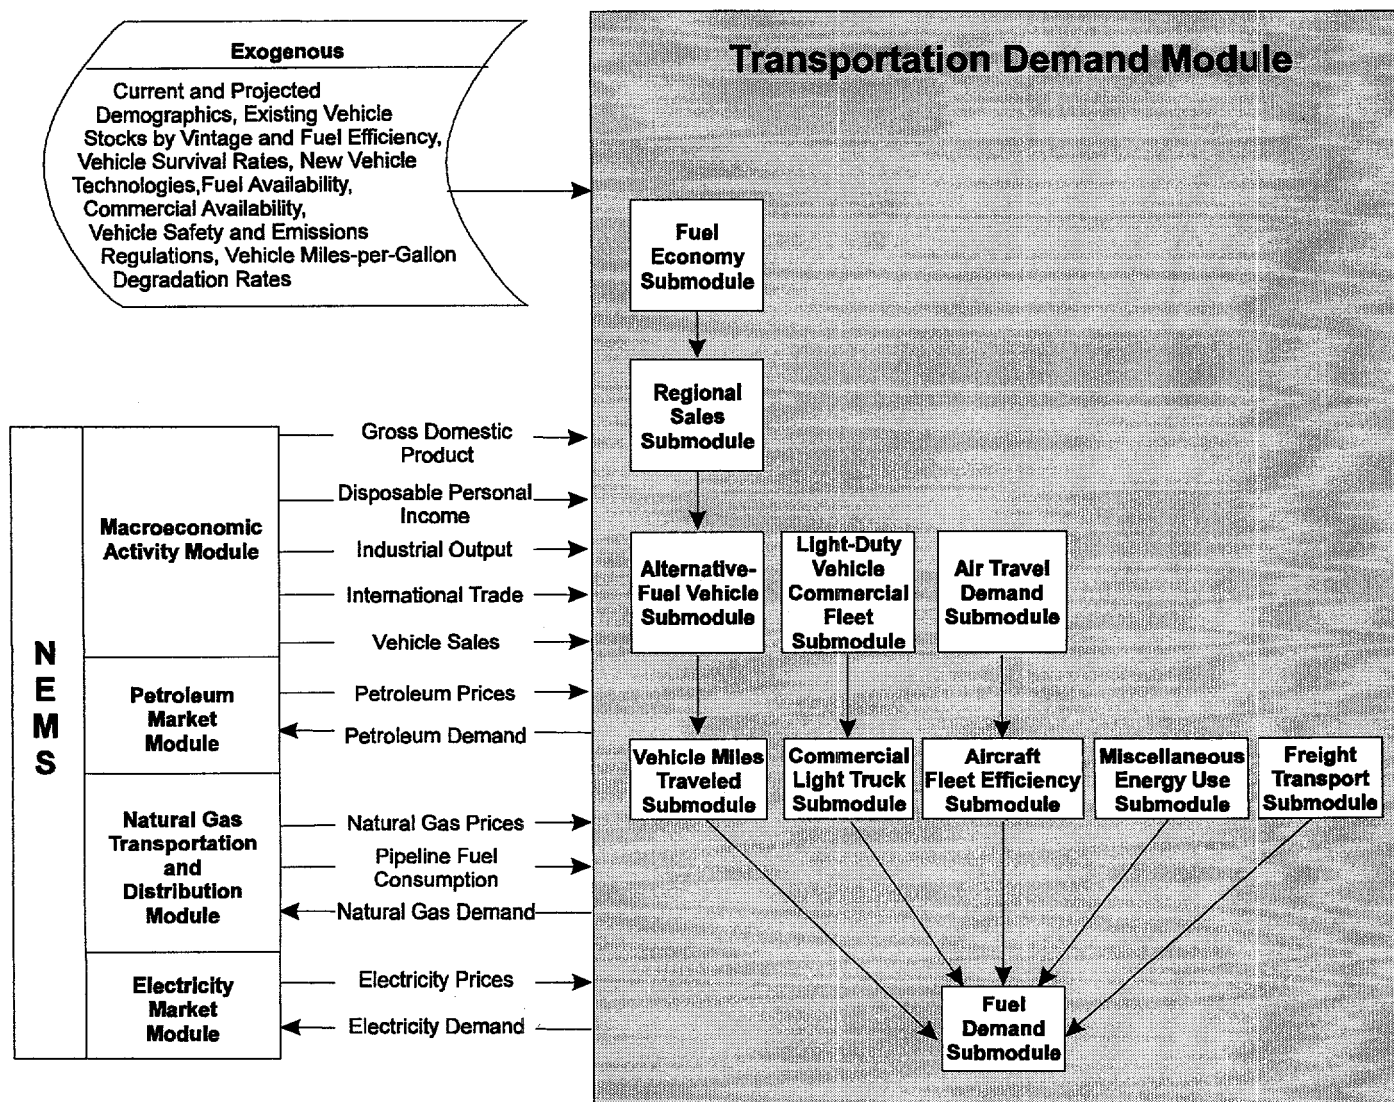 Exogenous
Current and Projected
Demographics, Existing Vehicle
Stocks by Vintage and Fuel Efficiency,
Vehicle Survival Rates, New Vehicle
Technologies,Fuel Availability,
Commercial Availability,
Vehicle Safety and Emissions
Regulations, Vehicle Miles-per-Gallon
Degradation Rates
NEMS
Macroeconomic
Activity Module
Petroleum
Market
Module
Natural Gas
Transportation
and
Distribution
Module
Electricity
Market
Module
Gross Domestic
Product
Disposable Personal
Income
Industrial Output
International Trade
Vehicle Sales
Petroleum Prices
Petroleum Demand
Natural Gas Prices
Pipeline Fuel
Consumption
Natural Gas Demand
Electricity Prices
Electricity Demand
Transportation Demand Module
Fuel
Economy
Submodule
Regional
Sales
Submodule
Alternative-
Fuel Vehicle
Submodule
Light-Duty
Vehicle
Commercial
Fleet
Submodule
Air Travel
Demand
Submodule
Vehicle Miles
Traveled
Submodule
Commercial
Light Truck
Submodule
Aircraft
Fleet Efficiency
Submodule
Miscellaneous
Energy Use
Submodule
Freight
Transport
Submodule
Fuel
Demand
Submodule